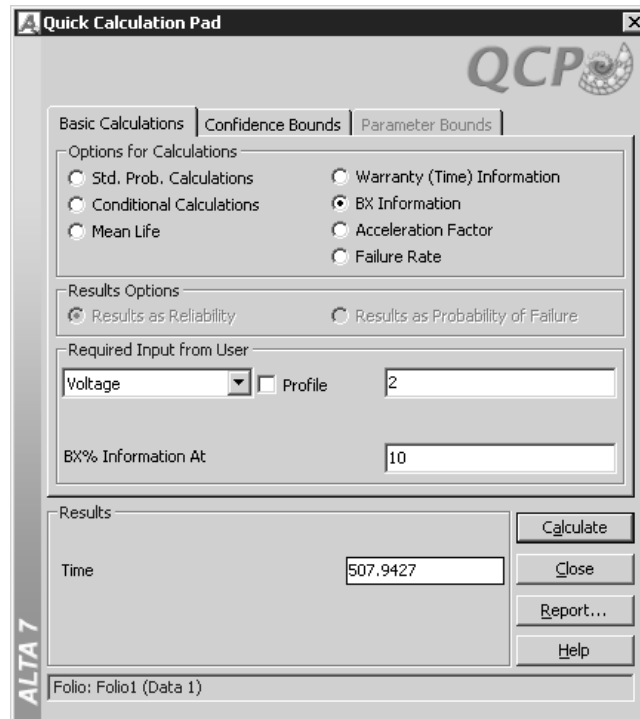 Quick Calculation Pad
QCP
Basic Calculations
Confidence Bounds
Parameter Bounds
Options for Calculations
Std. Prob. Calculations
Warranty (Time) Information
Conditional Calculations
BX Information
Mean Life
Acceleration Factor
Failure Rate
Results Options
Results as Reliability
Results as Probability of Failure
Required Input from User
Voltage
Profile
2
BX% Information At
10
Results
Calculate
Time
507.9427
Close
Report...
Help
ALTA 7
Folio: Folio1 (Data 1)